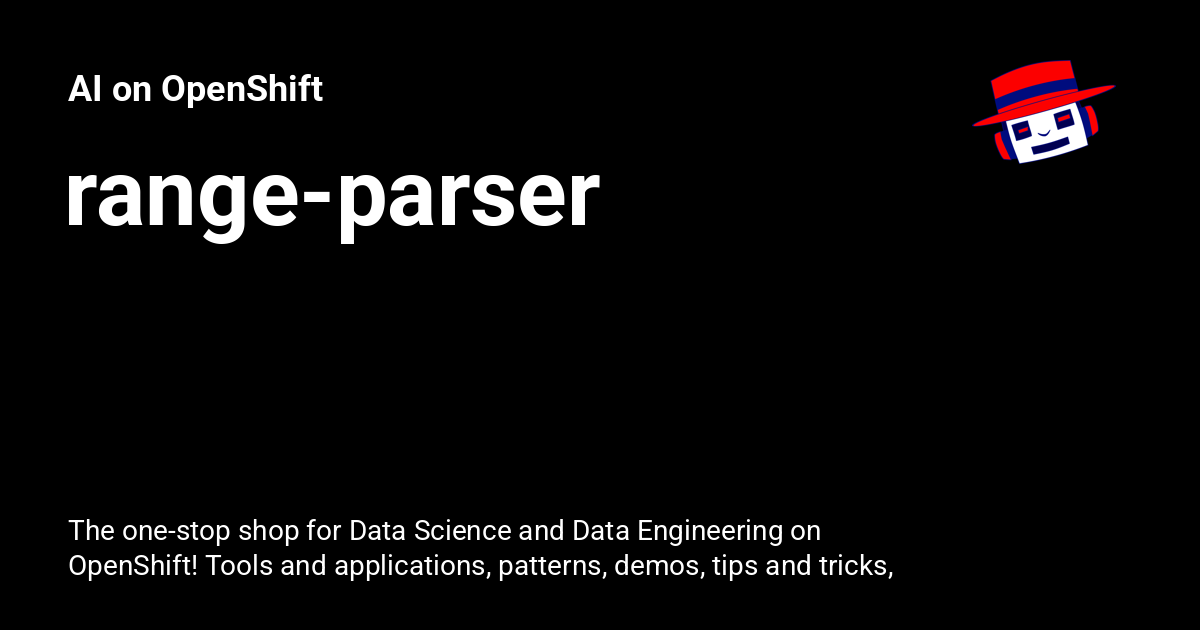 AI on OpenShift
range-parser
The one-stop shop for Data Science and Data Engineering on
OpenShift! Tools and applications, patterns, demos, tips and tricks,